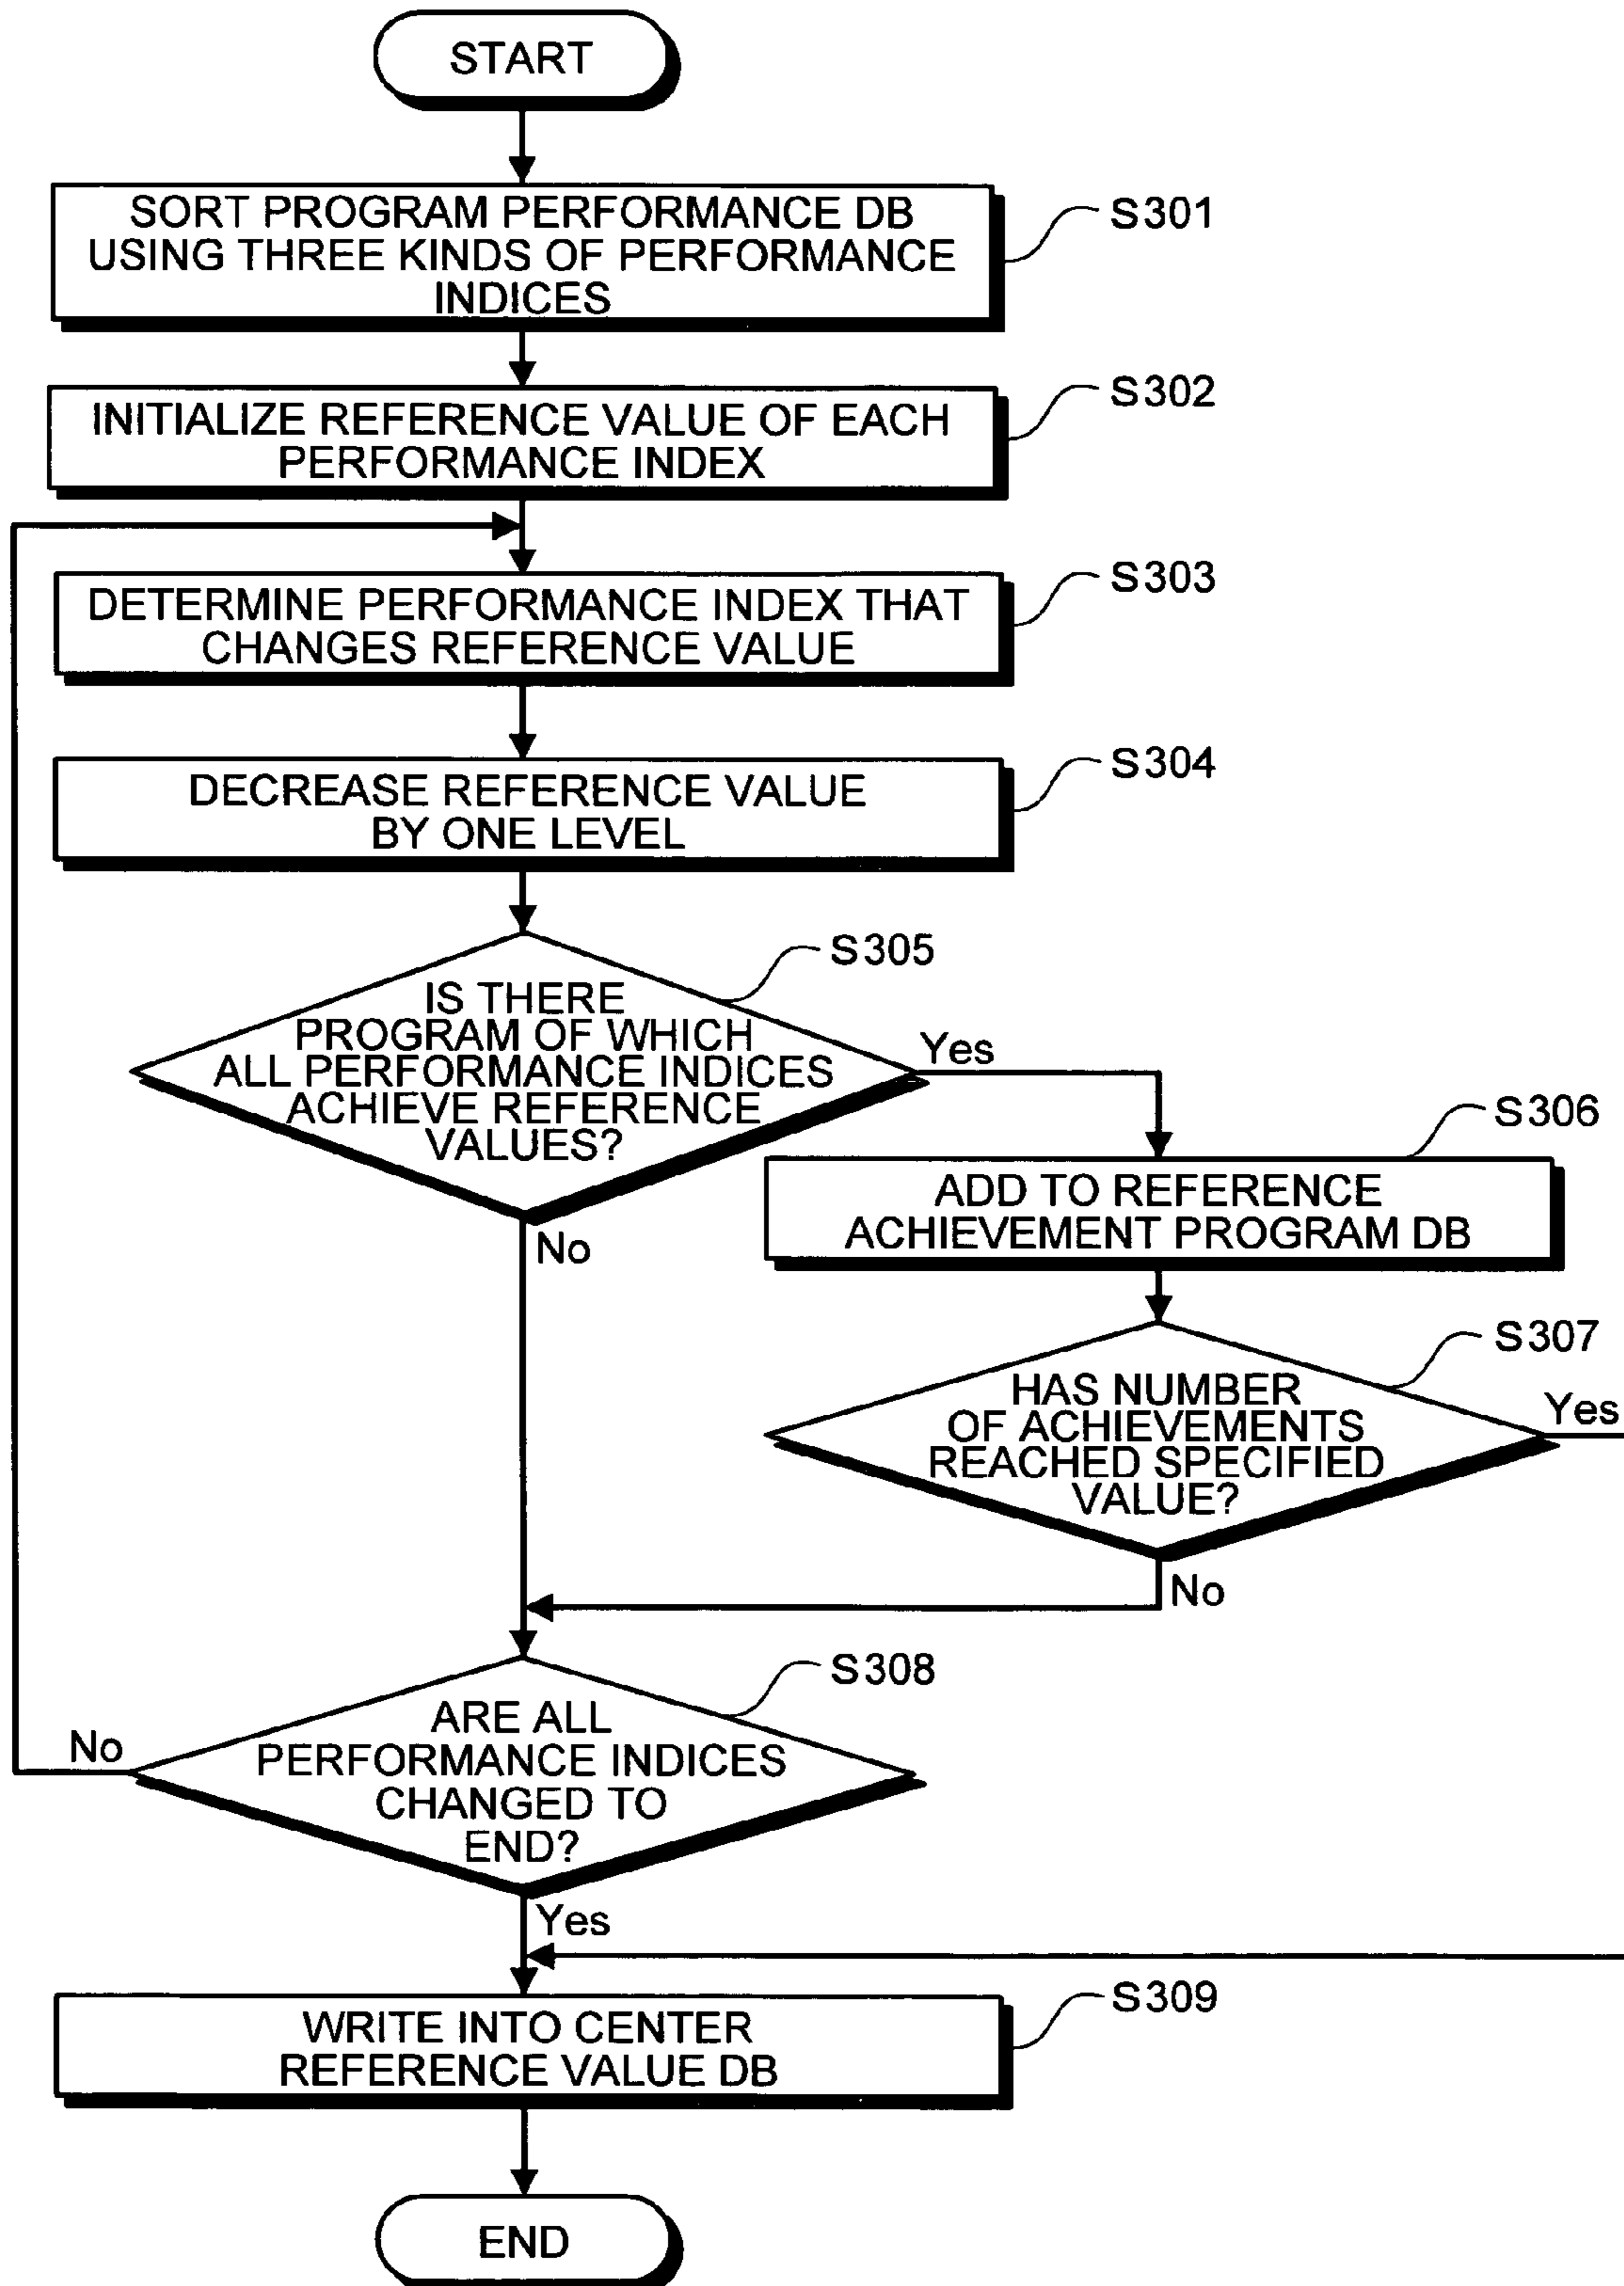 START
SORT PROGRAM PERFORMANCE DB
USING THREE KINDS OF PERFORMANCE
INDICES
S301
INITIALIZE REFERENCE VALUE OF EACH
PERFORMANCE INDEX
S302
DETERMINE PERFORMANCE INDEX THAT
CHANGES REFERENCE VALUE
S303
DECREASE REFERENCE VALUE
BY ONE LEVEL
S304
IS THERE
PROGRAM OF WHICH
ALL PERFORMANCE INDICES
ACHIEVE REFERENCE
VALUES?
S305
Yes
No
ADD TO REFERENCE
ACHIEVEMENT PROGRAM DB
S306
HAS NUMBER
OF ACHIEVEMENTS
REACHED SPECIFIED
VALUE?
S307
Yes
No
ARE ALL
PERFORMANCE INDICES
CHANGED TO
END?
S308
No
Yes
WRITE INTO CENTER
REFERENCE VALUE DB
S309
END